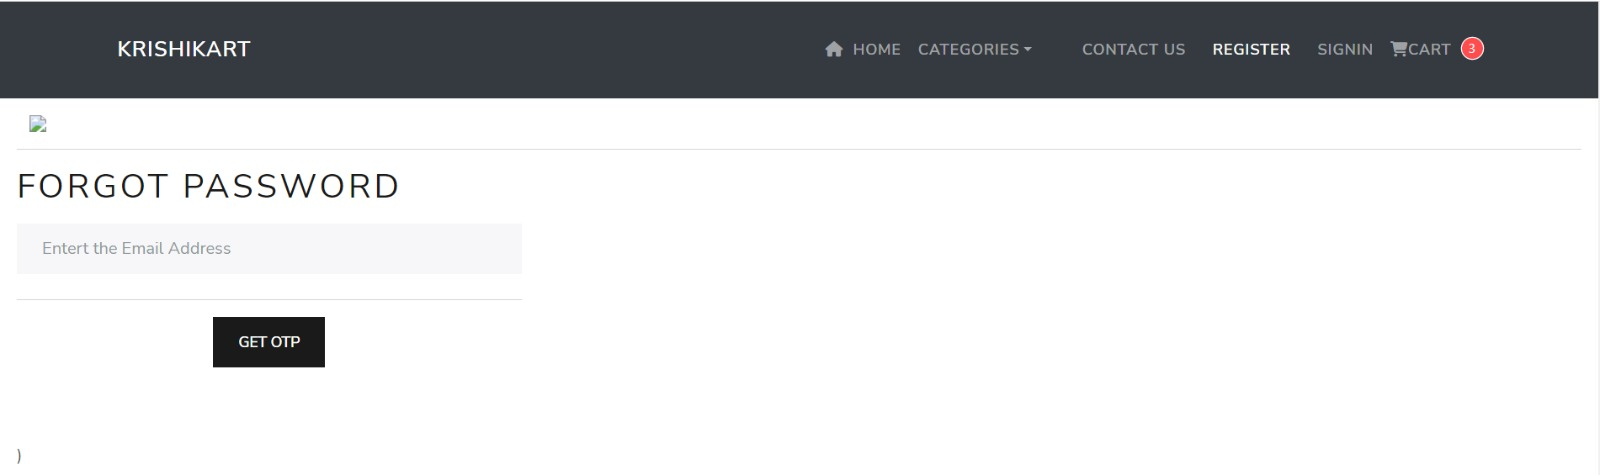 KRISHIKART HOME CATEGORIES CONTACT US REGISTER SIGNIN CART 3
FORGOT PASSWORD
Entert the Email Address
GET OTP
)